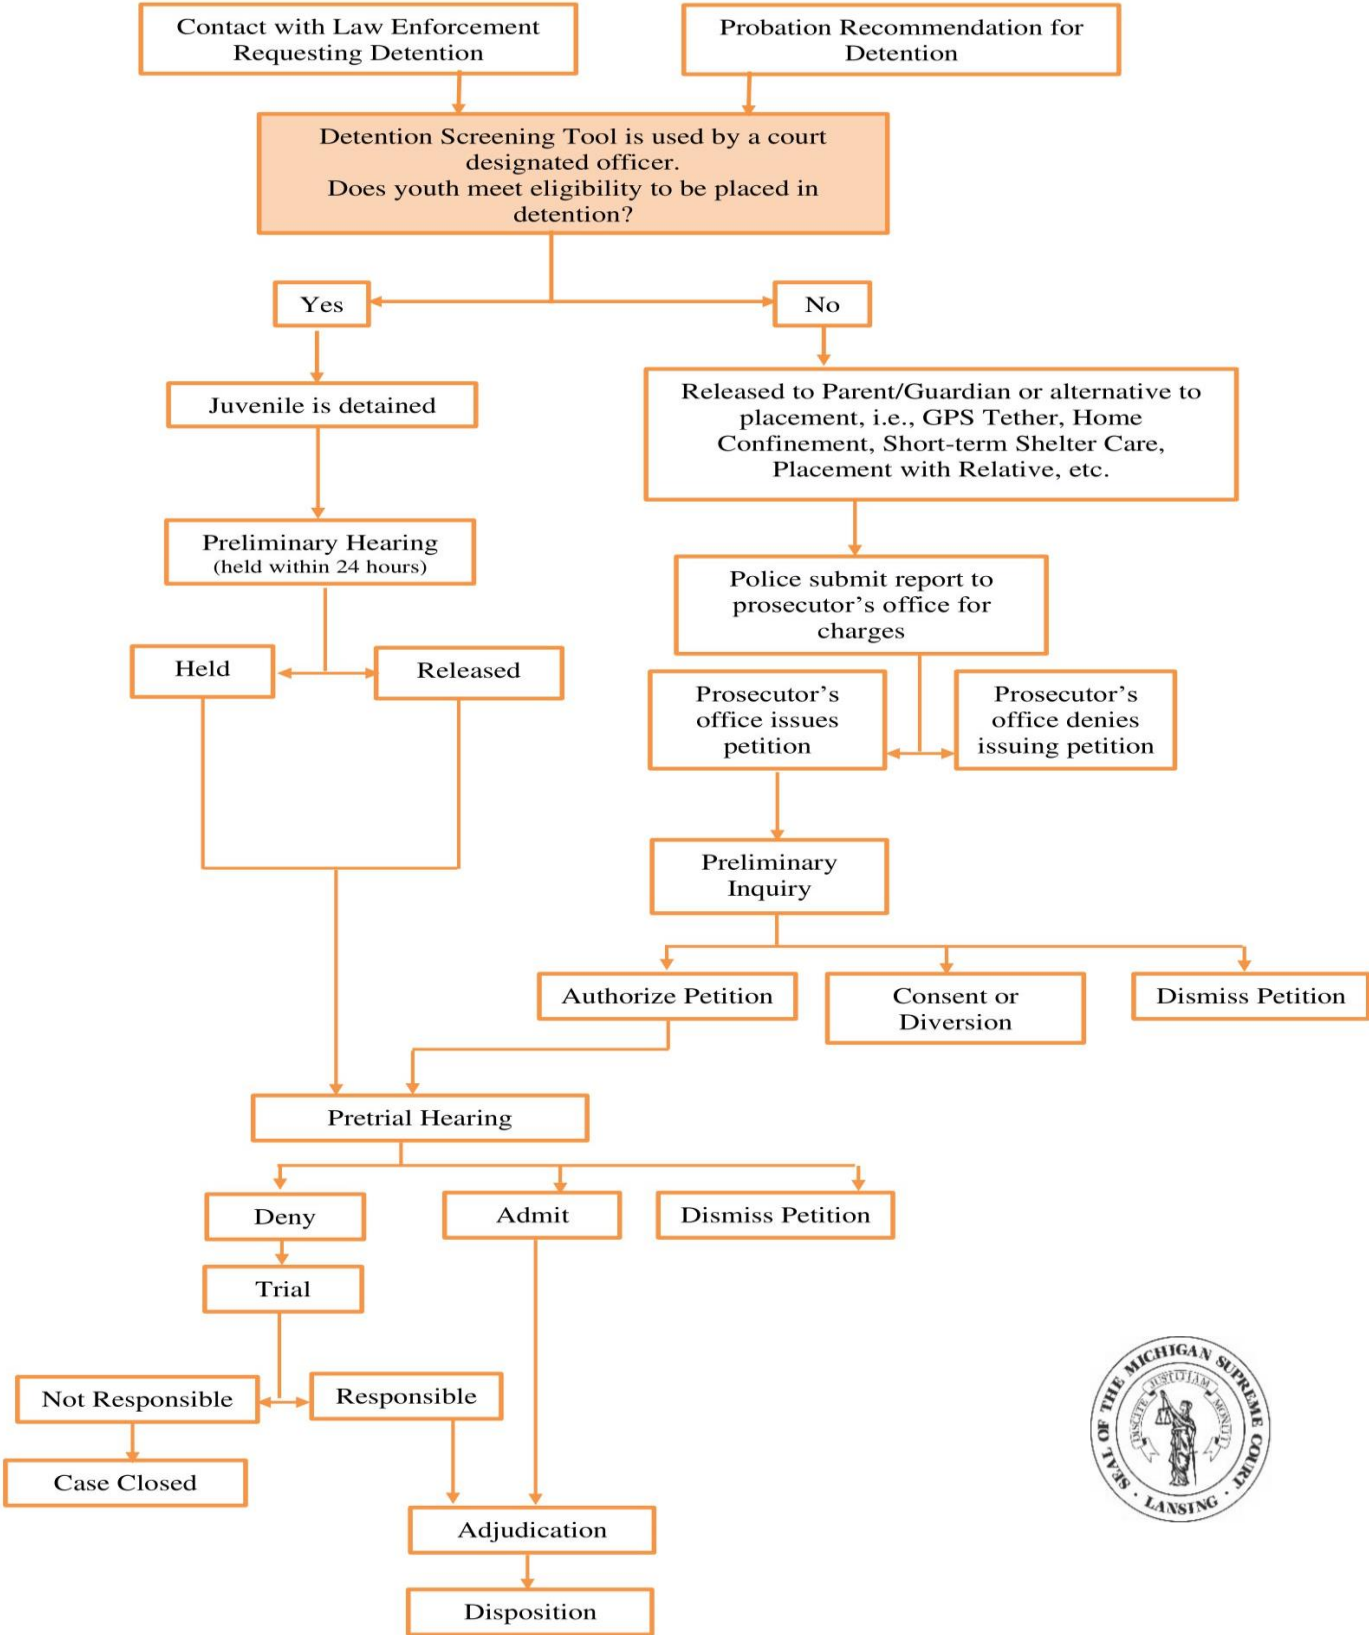 Contact with Law Enforcement
Requesting Detention
Probation Recommendation for
Detention
Detention Screening Tool is used by a court
designated officer.
Does youth meet eligibility to be placed in
detention?
Yes
No
Juvenile is detained
Released to Parent/Guardian or alternative to
placement, i.e., GPS Tether, Home
Confinement, Short-term Shelter Care,
Placement with Relative, etc.
Preliminary Hearing
(held within 24 hours)
Police submit report to
prosecutor’s office for
charges
Held
Released
Prosecutor’s
office issues
petition
Prosecutor’s
office denies
issuing petition
Preliminary
Inquiry
Authorize Petition
Consent or
Diversion
Dismiss Petition
Pretrial Hearing
Deny
Admit
Dismiss Petition
Trial
Not Responsible
Responsible
Case Closed
Adjudication
Disposition
SEAL OF THE MICHIGAN SUPREME COURT
· LANSING ·
DISCITE JUSTITIAM MONITI